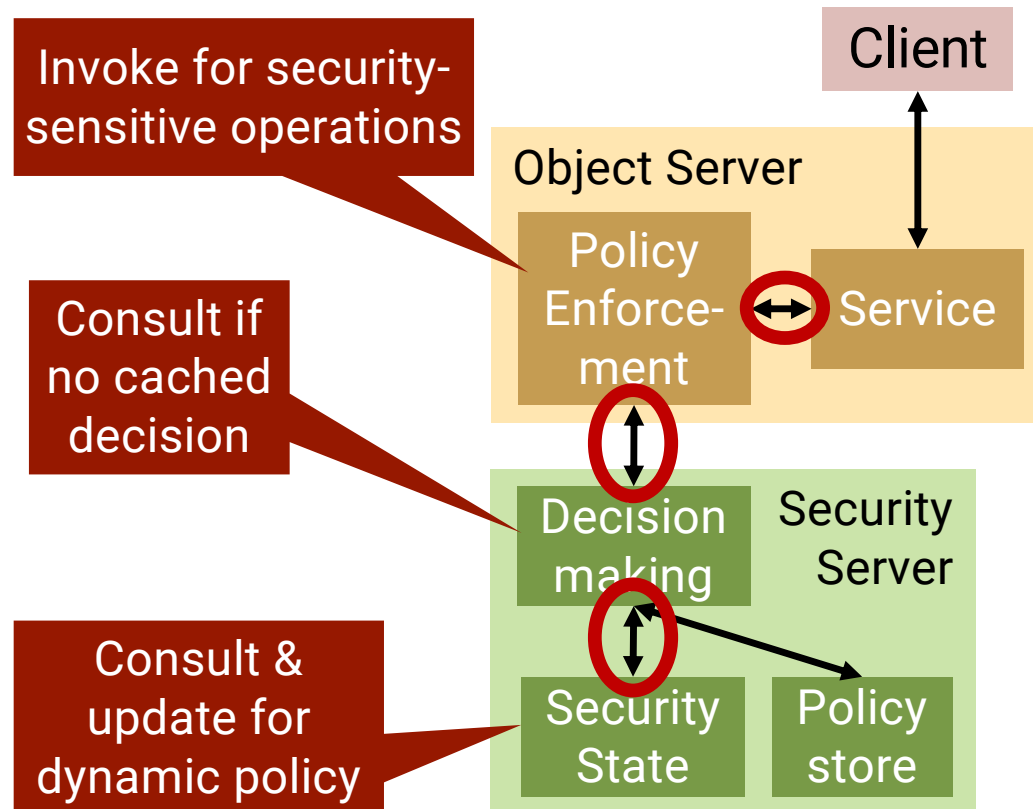 Invoke for security-
sensitive operations
Client
Object Server
Policy
Enforce-
ment
Service
Consult if
no cached
decision
Decision
making
Security
Server
Consult &
update for
dynamic policy
Security
State
Policy
store